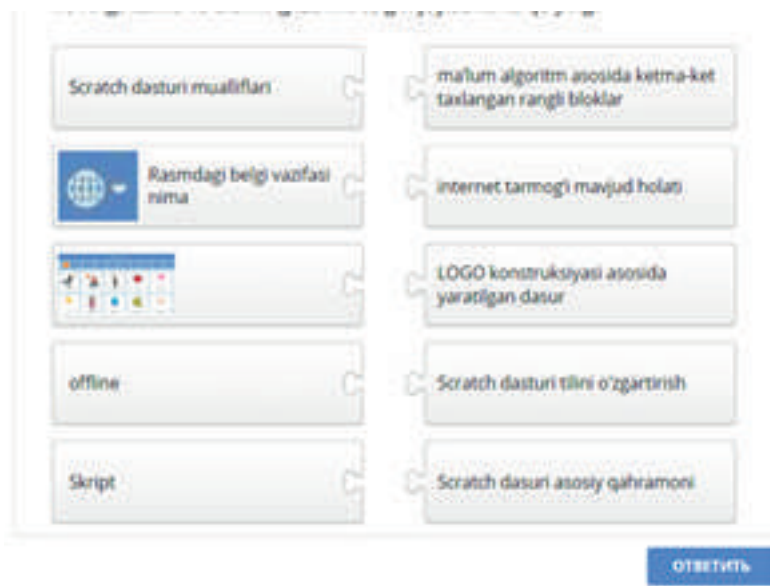 Scratch dasturi mualliflari
ma'lum algoritm asosida ketma-ket
taxlangan rangli bloklar
Rasmdagi belgi vazifasi
nima
internet tarmog'i mavjud holati
LOGO konstruksiyasi asosida
yaratilgan dasur
offline
Scratch dasturi tilini o'zgartirish
Skript
Scratch dasuri asosiy qahramoni
ОТВЕТИТЬ